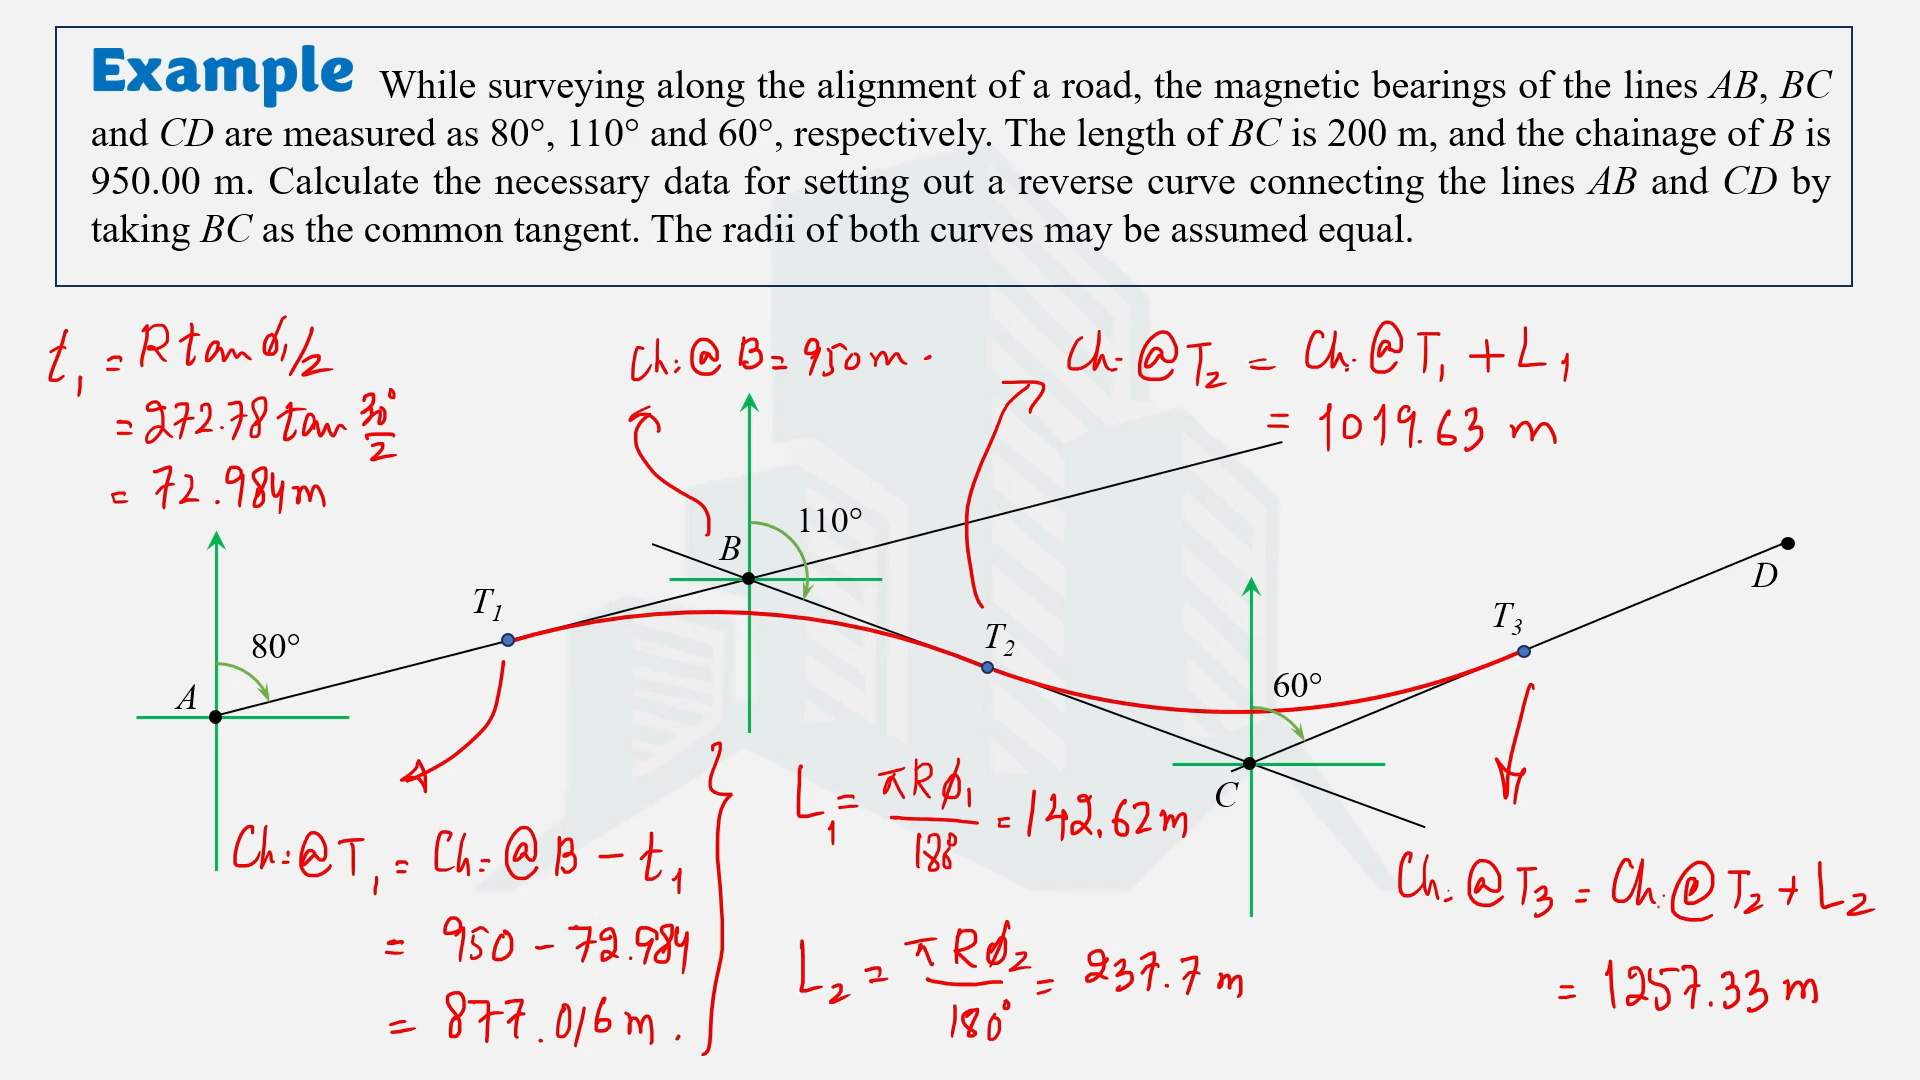 Example While surveying along the alignment of a road, the magnetic bearings of the lines AB, BC
and CD are measured as 80°, 110° and 60°, respectively. The length of BC is 200 m, and the chainage of B is
950.00 m. Calculate the necessary data for setting out a reverse curve connecting the lines AB and CD by
taking BC as the common tangent. The radii of both curves may be assumed equal.
t₁ = R tan ϕ₁/2
= 272.78 tan 30°/2
= 72.984 m
Ch: @ B = 950 m.
Ch. @ T₂ = Ch. @ T₁ + L₁
= 1019.63 m
110°
B
D
T₁
T₂
T₃
80°
60°
A
C
L₁ = πRϕ₁/180° = 142.62 m
Ch: @ T₁ = Ch: @ B − t₁
= 950 − 72.984
= 877.016 m.
L₂ = πRϕ₂/180° = 237.7 m
Ch: @ T₃ = Ch. @ T₂ + L₂
= 1257.33 m